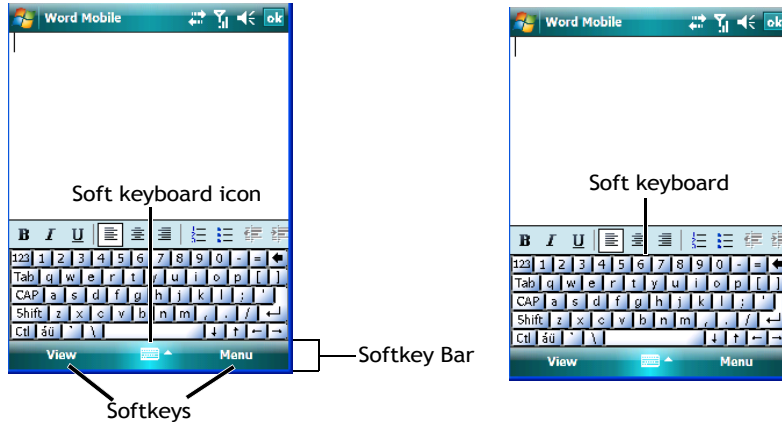 Word Mobile ok
Soft keyboard icon
B I U
123 1 2 3 4 5 6 7 8 9 0 - =
Tab q w e r t y u i o p [ ]
CAP a s d f g h j k l ; '
Shift z x c v b n m , . /
Ctl áü ` \
View Menu
Softkey Bar
Softkeys
Word Mobile ok
Soft keyboard
B I U
123 1 2 3 4 5 6 7 8 9 0 - =
Tab q w e r t y u i o p [ ]
CAP a s d f g h j k l ; '
Shift z x c v b n m , . /
Ctl áü ` \
View Menu